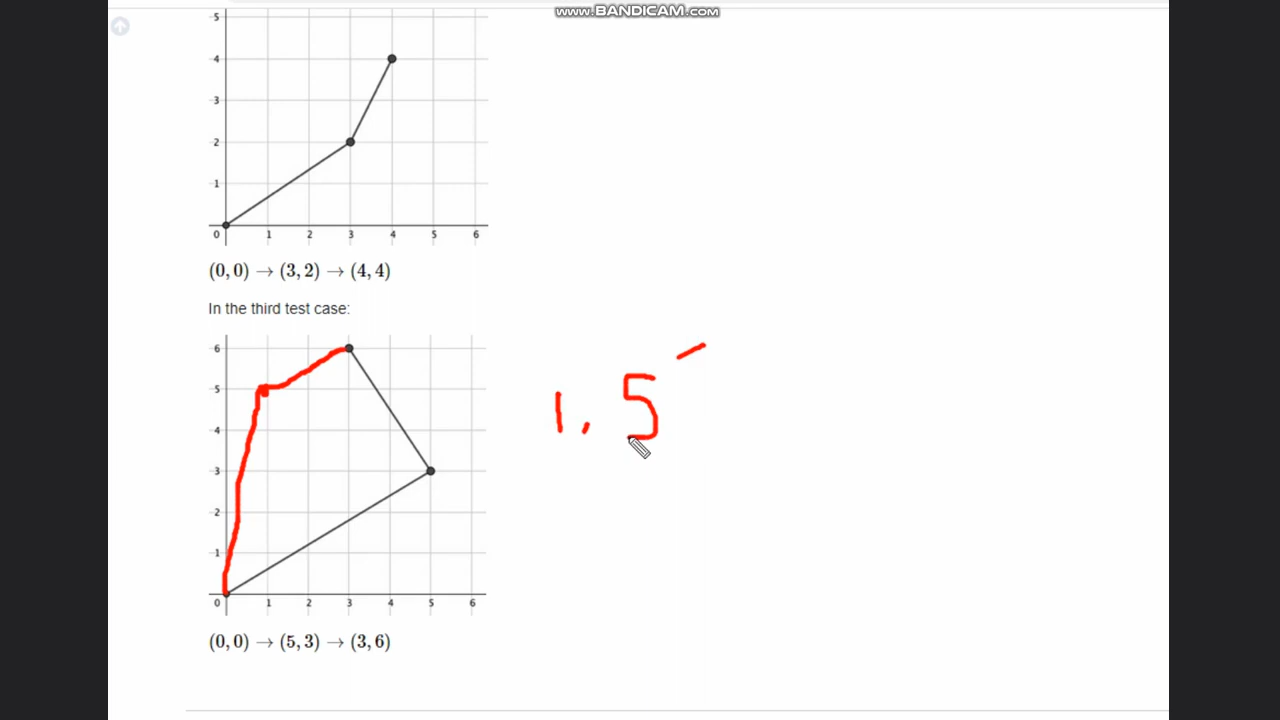 www.BANDICAM.com
5
4
3
2
1
0 1 2 3 4 5 6
(0, 0) → (3, 2) → (4, 4)
In the third test case:
6
5
4
3
2
1
0 1 2 3 4 5 6
1, 5
(0, 0) → (5, 3) → (3, 6)